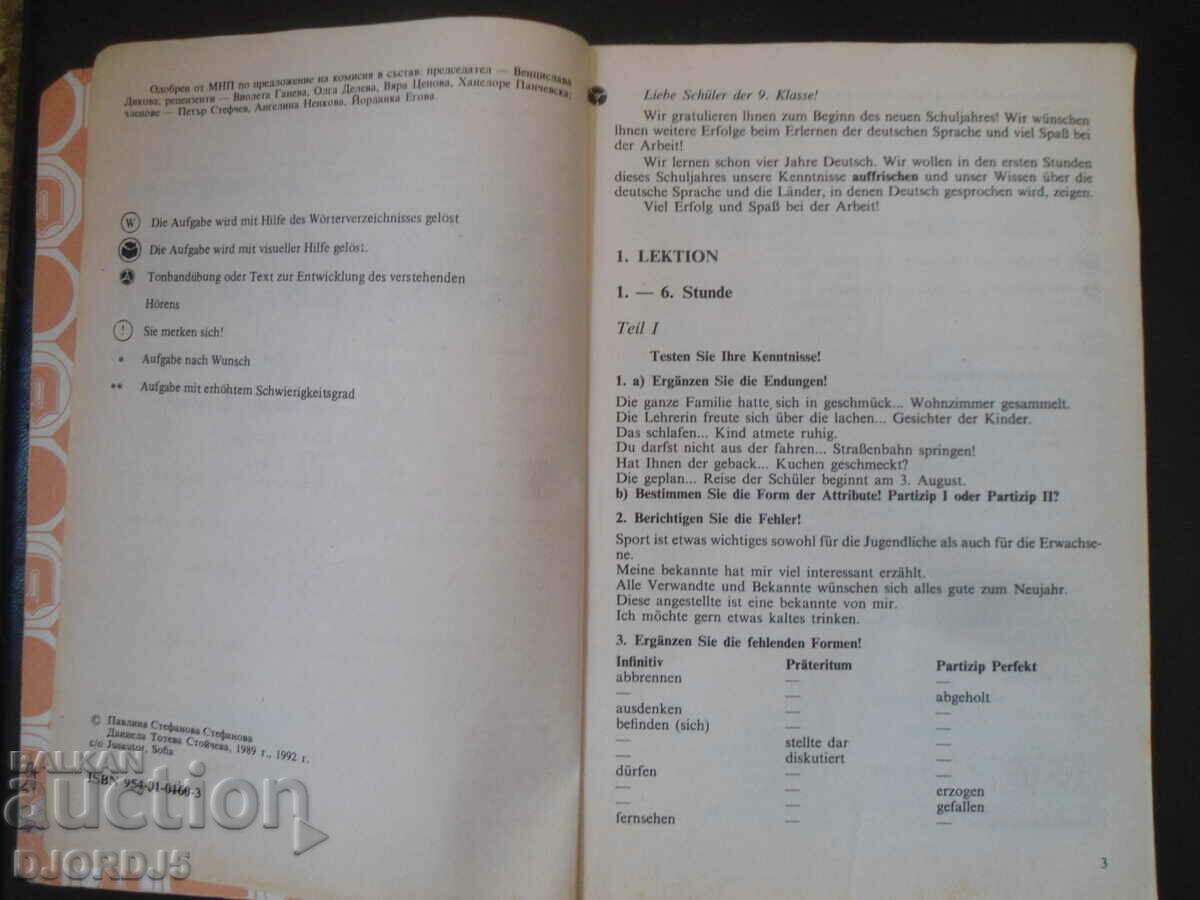 Одобрен от МНП по предложение на комисия в състав: председател — Венцислава
Дякова; рецензенти — Виолета Ганева, Олга Делева, Вяра Ценова, Ханелоре Панчевска;
членове — Петър Стефчев, Ангелина Ненкова, Йорданка Егова.
W Die Aufgabe wird mit Hilfe des Wörterverzeichnisses gelöst
Die Aufgabe wird mit visueller Hilfe gelöst.
Tonbandübung oder Text zur Entwicklung des verstehenden
Hörens
! Sie merken sich!
* Aufgabe nach Wunsch
** Aufgabe mit erhöhtem Schwierigkeitsgrad
© Павлина Стефанова Стефанова
Даниела Тотева Стойчева, 1989 г., 1992 г.
c/o Jusautor, Sofia
ISBN 954-01-0160-3
Liebe Schüler der 9. Klasse!
Wir gratulieren Ihnen zum Beginn des neuen Schuljahres! Wir wünschen
Ihnen weitere Erfolge beim Erlernen der deutschen Sprache und viel Spaß bei
der Arbeit!
Wir lernen schon vier Jahre Deutsch. Wir wollen in den ersten Stunden
dieses Schuljahres unsere Kenntnisse auffrischen und unser Wissen über die
deutsche Sprache und die Länder, in denen Deutsch gesprochen wird, zeigen.
Viel Erfolg und Spaß bei der Arbeit!
1. LEKTION
1. — 6. Stunde
Teil I
Testen Sie Ihre Kenntnisse!
1. a) Ergänzen Sie die Endungen!
Die ganze Familie hatte sich in geschmück... Wohnzimmer gesammelt.
Die Lehrerin freute sich über die lachen... Gesichter der Kinder.
Das schlafen... Kind atmete ruhig.
Du darfst nicht aus der fahren... Straßenbahn springen!
Hat Ihnen der geback... Kuchen geschmeckt?
Die geplan... Reise der Schüler beginnt am 3. August.
b) Bestimmen Sie die Form der Attribute! Partizip I oder Partizip II?
2. Berichtigen Sie die Fehler!
Sport ist etwas wichtiges sowohl für die Jugendliche als auch für die Erwachse-
ne.
Meine bekannte hat mir viel interessant erzählt.
Alle Verwandte und Bekannte wünschen sich alles gute zum Neujahr.
Diese angestellte ist eine bekannte von mir.
Ich möchte gern etwas kaltes trinken.
3. Ergänzen Sie die fehlenden Formen!
Infinitiv Präteritum Partizip Perfekt
abbrennen — —
— — abgeholt
ausdenken — —
befinden (sich) — —
— stellte dar —
— diskutiert —
dürfen — —
— — erzogen
— — gefallen
fernsehen — —
3
BALKAN
auction
DJORDJ5